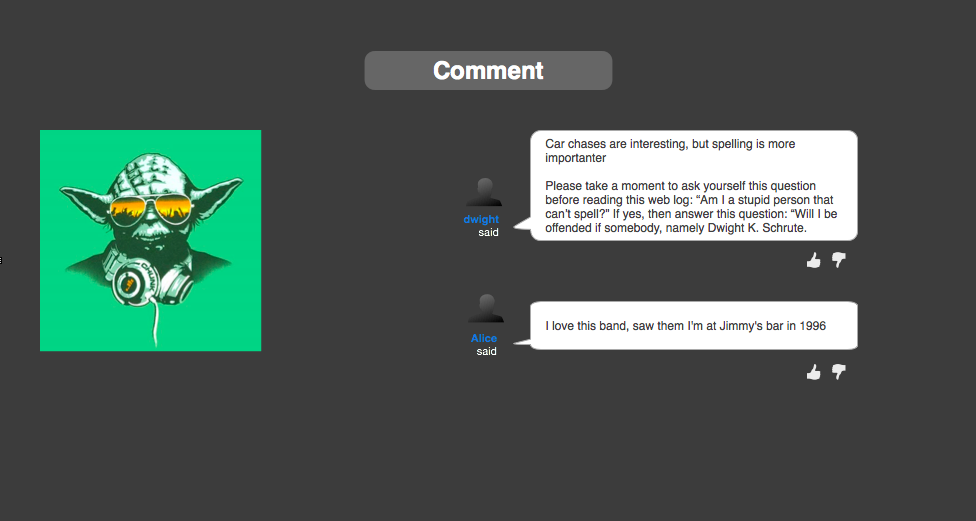 Comment
Car chases are interesting, but spelling is more
importanter
Please take a moment to ask yourself this question
before reading this web log: “Am I a stupid person that
can’t spell?” If yes, then answer this question: “Will I be
offended if somebody, namely Dwight K. Schrute.
dwight
said
I love this band, saw them I'm at Jimmy's bar in 1996
Alice
said